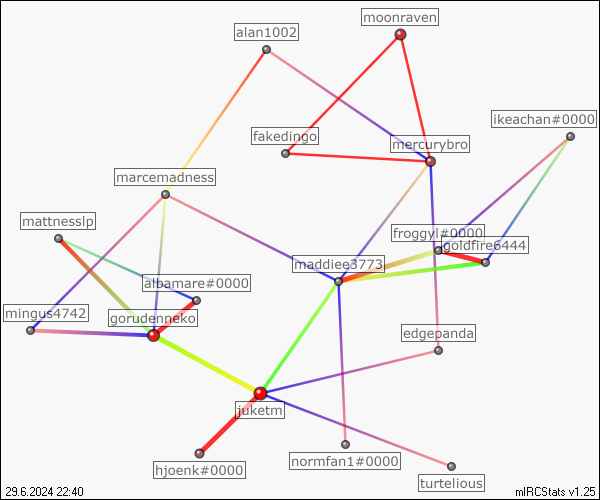 moonraven
alan1002
ikeachan#0000
fakedingo
mercurybro
marcemadness
mattnesslp
froggyl#0000
goldfire6444
maddiee3773
albamare#0000
mingus4742
gorudenneko
edgepanda
juketm
normfan1#0000
hjoenk#0000
turtelious
29.6.2024 22:40
mIRCStats v1.25